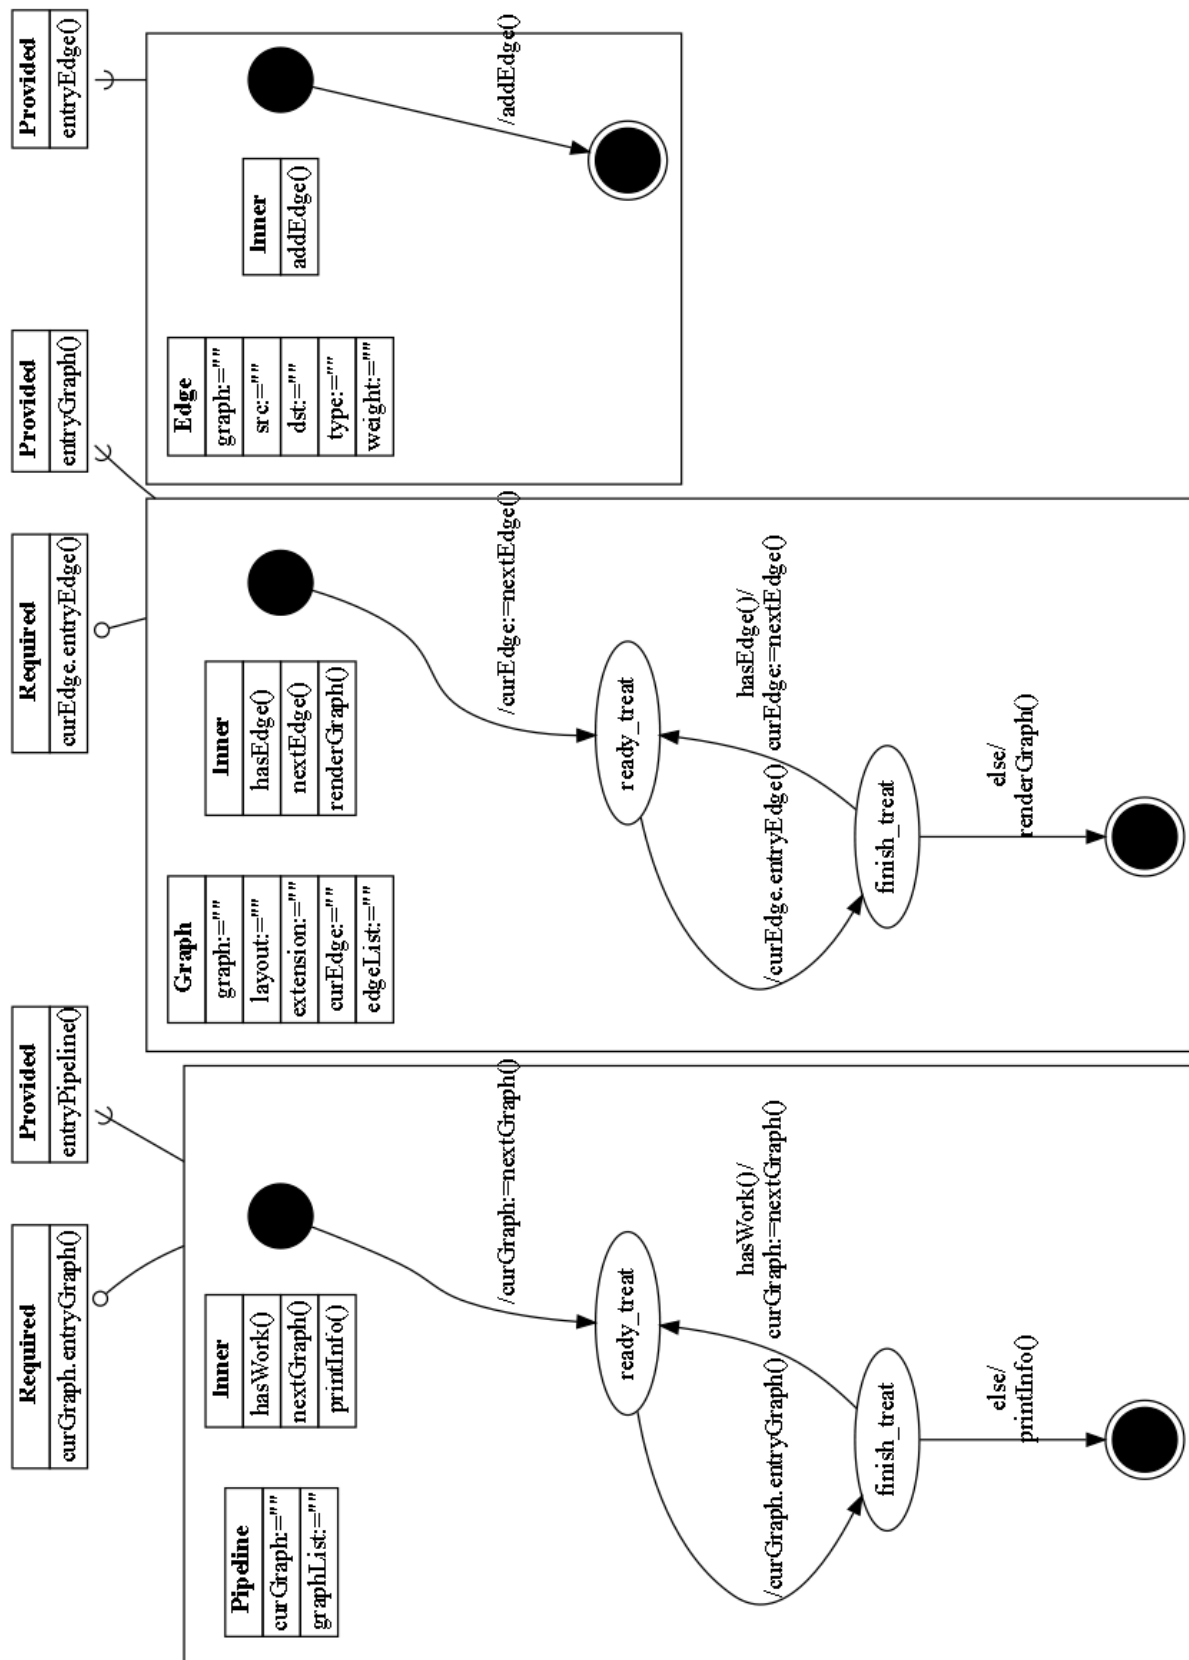 Required
curGraph.entryGraph()
Provided
entryPipeline()
Required
curEdge.entryEdge()
Provided
entryGraph()
Provided
entryEdge()
Pipeline
curGraph:=""
graphList:=""
Inner
hasWork()
nextGraph()
printInfo()
/curGraph:=nextGraph()
ready_treat
/curGraph.entryGraph()
hasWork()/
curGraph:=nextGraph()
finish_treat
else/
printInfo()
Graph
graph:=""
layout:=""
extension:=""
curEdge:=""
edgeList:=""
Inner
hasEdge()
nextEdge()
renderGraph()
/curEdge:=nextEdge()
ready_treat
/curEdge.entryEdge()
hasEdge()/
curEdge:=nextEdge()
finish_treat
else/
renderGraph()
Edge
graph:=""
src:=""
dst:=""
type:=""
weight:=""
Inner
addEdge()
/addEdge()